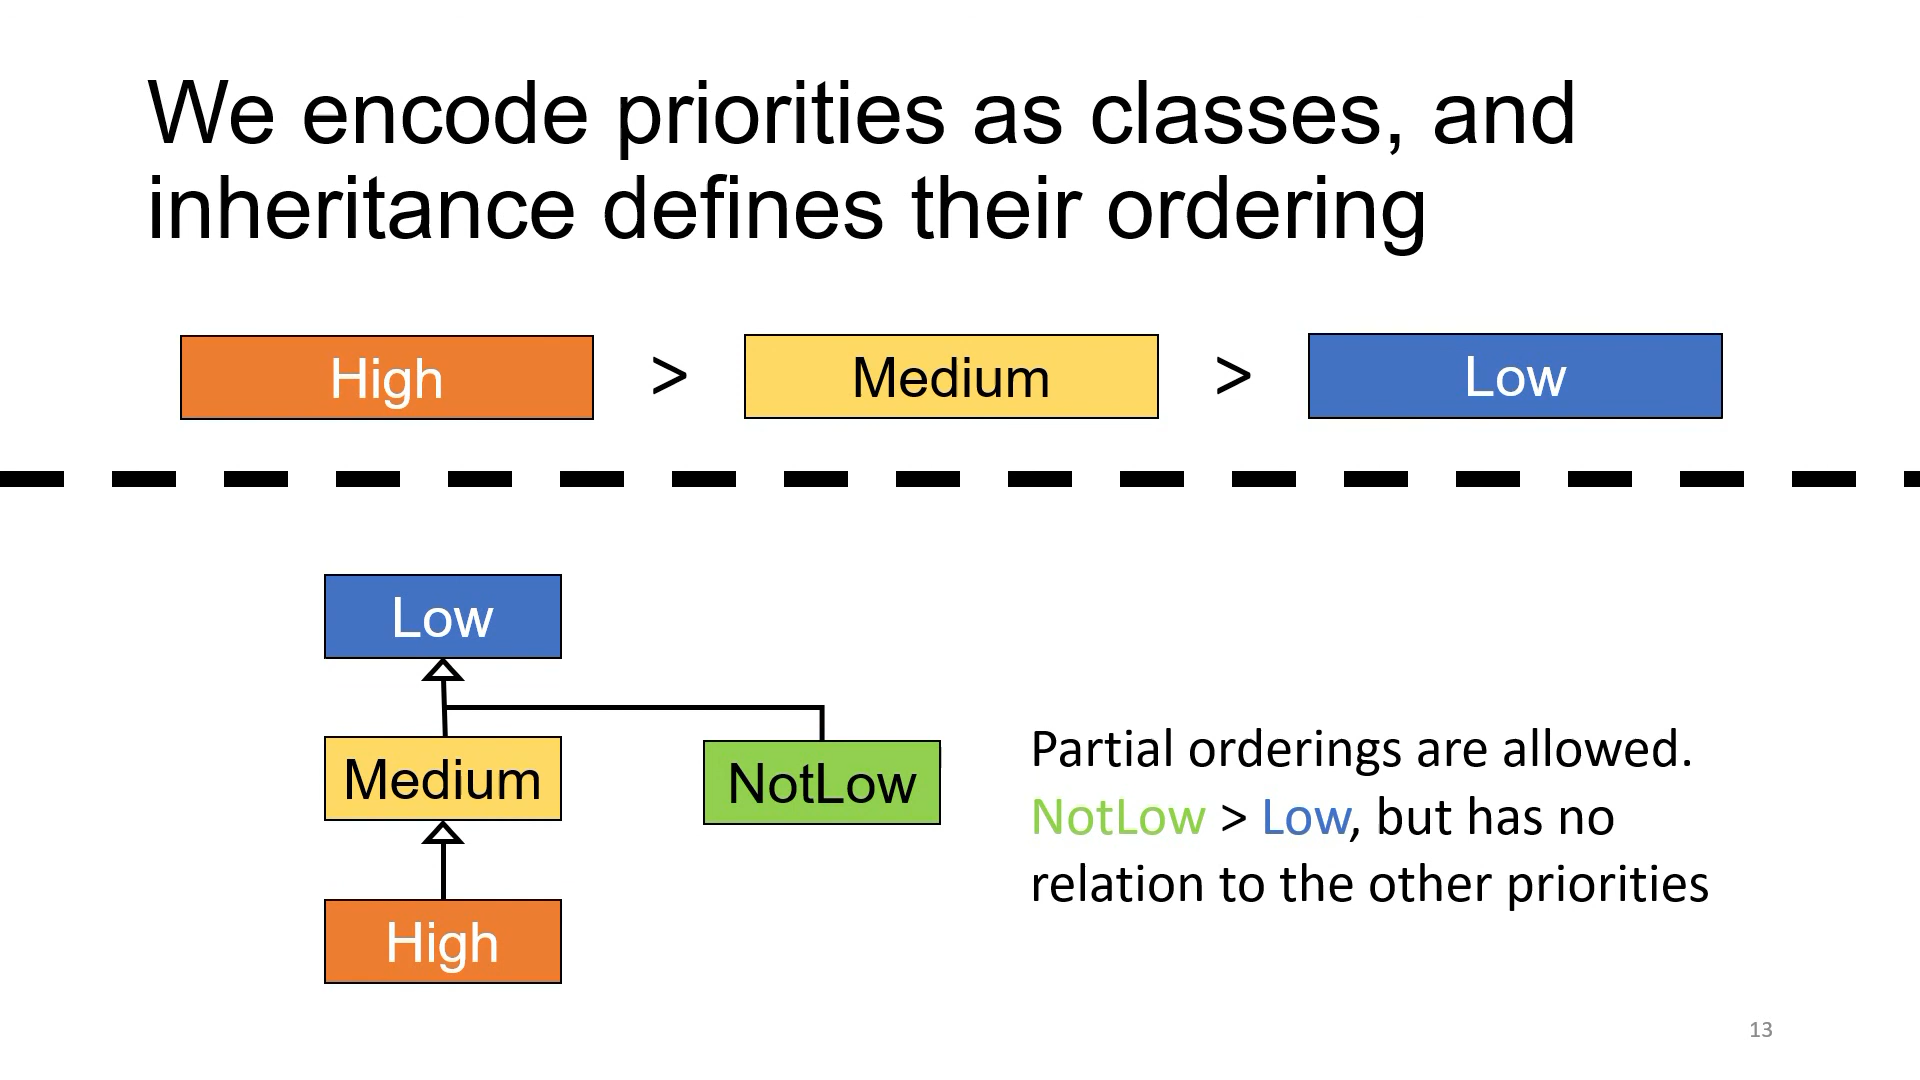 We encode priorities as classes, and
inheritance defines their ordering
High > Medium > Low
Low
Medium
NotLow
High
Partial orderings are allowed.
NotLow > Low, but has no
relation to the other priorities
13